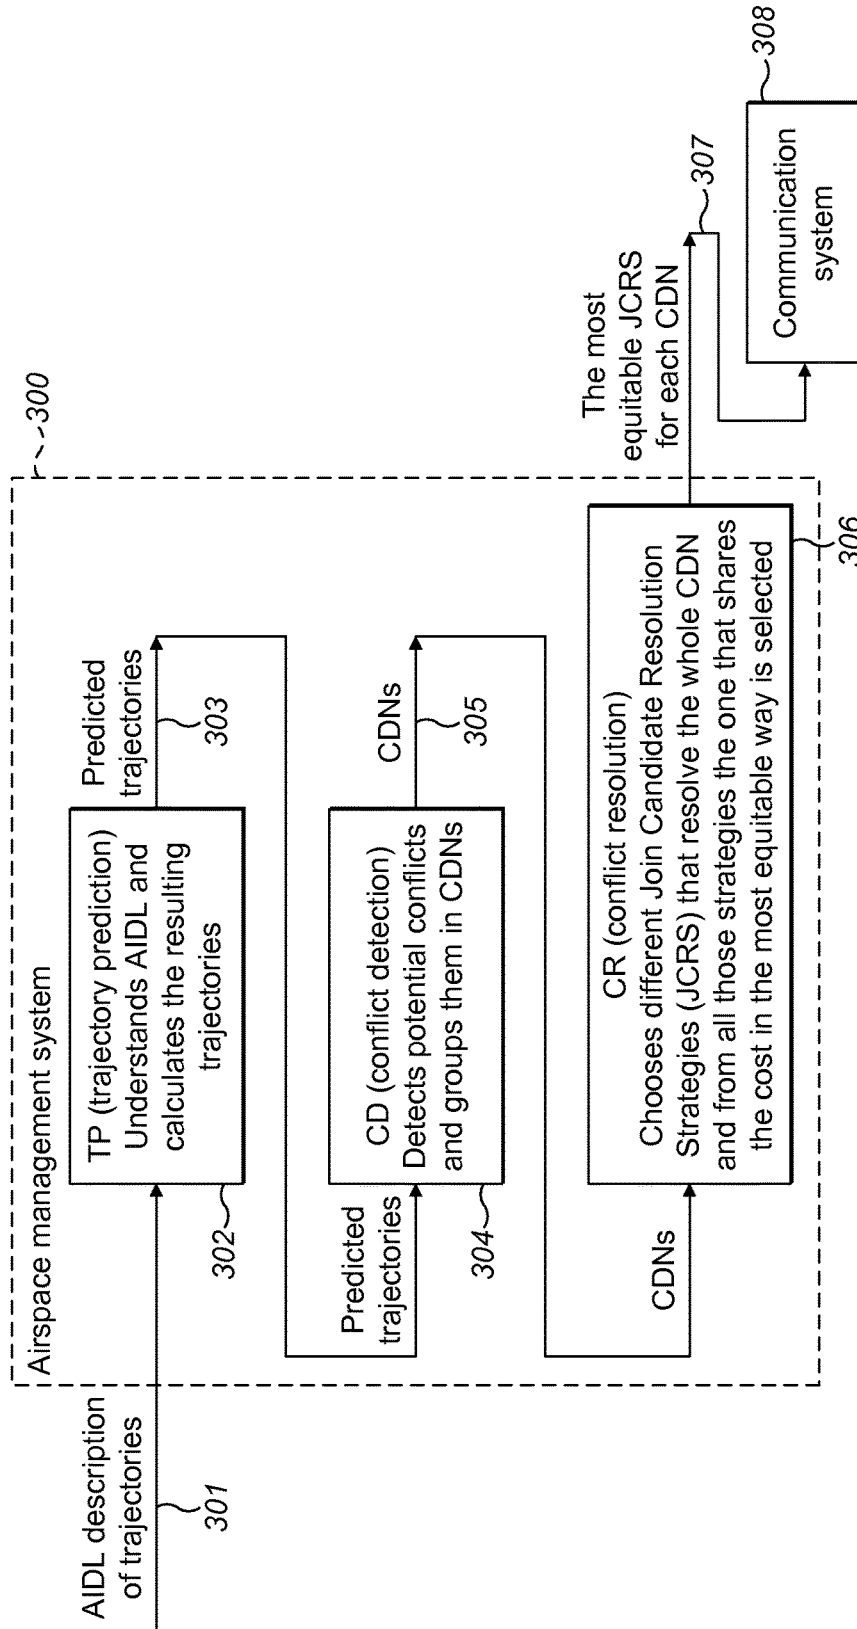 AIDL description
of trajectories
301
Airspace management system
300
TP (trajectory prediction)
Understands AIDL and
calculates the resulting
trajectories
302
Predicted
trajectories
303
Predicted
trajectories
CD (conflict detection)
Detects potential conflicts
and groups them in CDNs
304
CDNs
305
CDNs
CR (conflict resolution)
Chooses different Join Candidate Resolution
Strategies (JCRS) that resolve the whole CDN
and from all those strategies the one that shares
the cost in the most equitable way is selected
306
The most
equitable JCRS
for each CDN
307
Communication
system
308